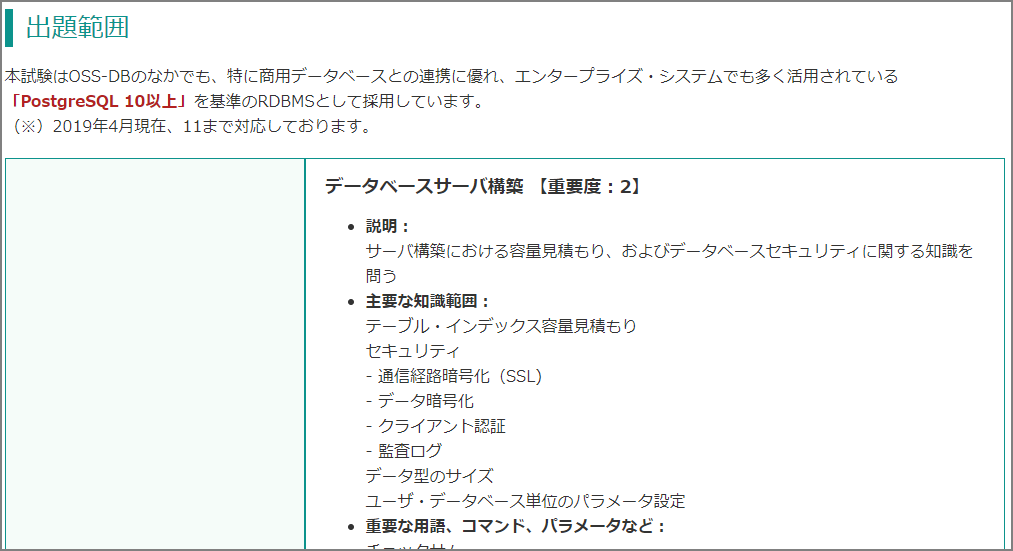 出題範囲
本試験はOSS-DBのなかでも、特に商用データベースとの連携に優れ、エンタープライズ・システムでも多く活用されている
「PostgreSQL 10以上」を基準のRDBMSとして採用しています。
（※）2019年4月現在、11まで対応しております。
データベースサーバ構築 【重要度：2】
• 説明：
サーバ構築における容量見積もり、およびデータベースセキュリティに関する知識を
問う
• 主要な知識範囲：
テーブル・インデックス容量見積もり
セキュリティ
- 通信経路暗号化（SSL)
- データ暗号化
- クライアント認証
- 監査ログ
データ型のサイズ
ユーザ・データベース単位のパラメータ設定
• 重要な用語、コマンド、パラメータなど：
チェックサム